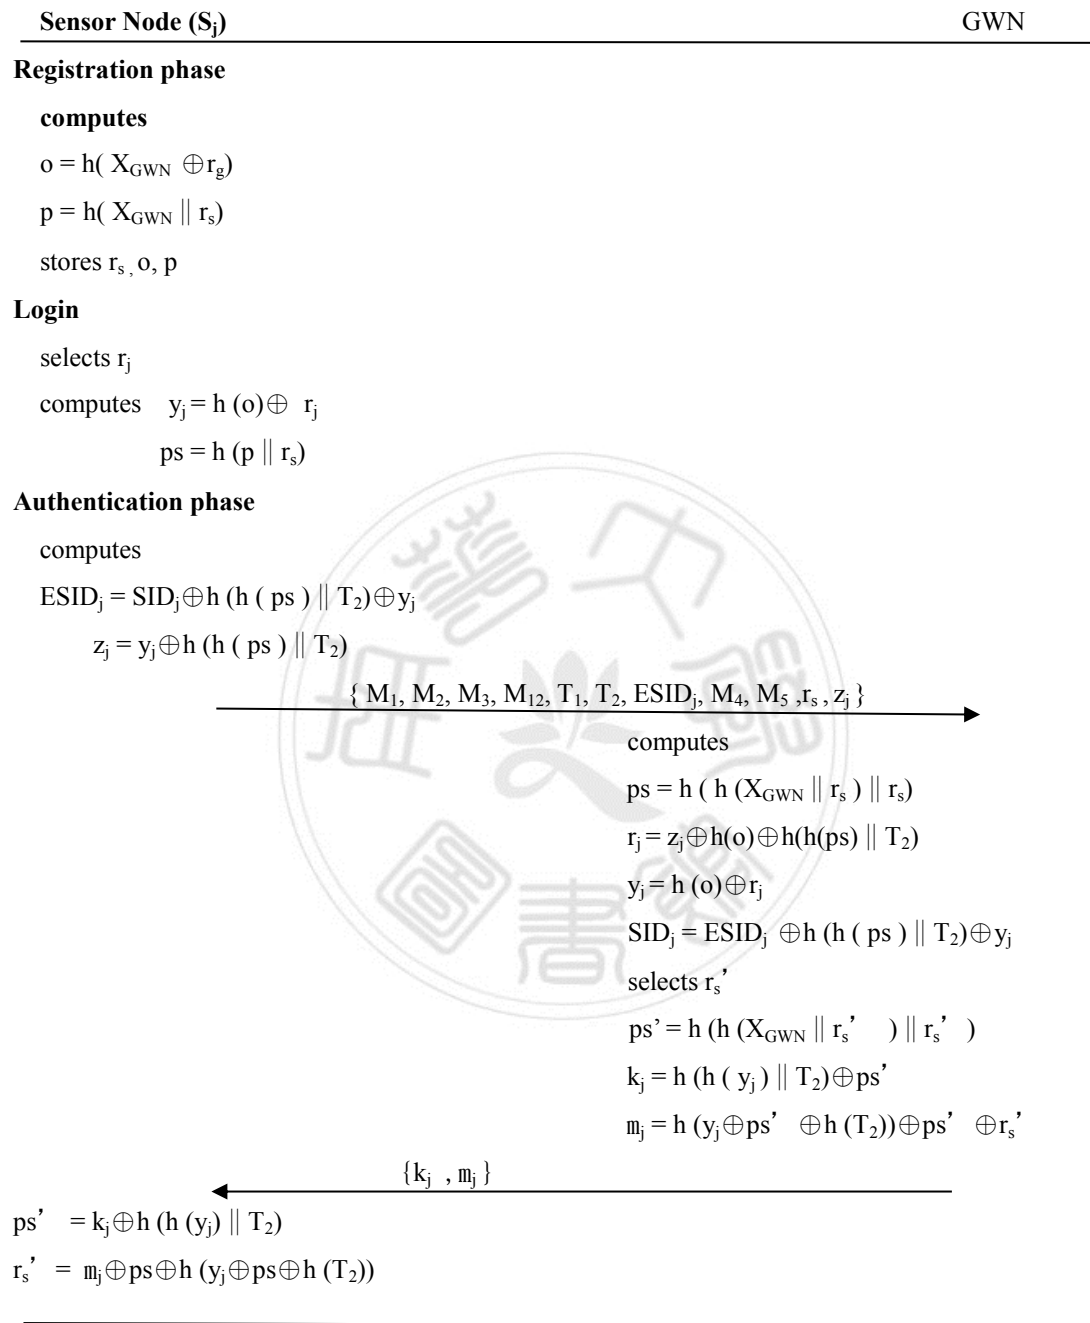 Sensor Node (Sj) GWN
Registration phase
computes
o = h( XGWN ⊕rg)
p = h( XGWN || rs)
stores rs , o, p
Login
selects rj
computes yj = h (o)⊕ rj
ps = h (p || rs)
Authentication phase
computes
ESIDj = SIDj⊕h (h ( ps ) || T2)⊕yj
zj = yj⊕h (h ( ps ) || T2)
{ M1, M2, M3, M12, T1, T2, ESIDj, M4, M5 ,rs , zj }
computes
ps = h ( h (XGWN || rs ) || rs)
rj = zj⊕h(o)⊕h(h(ps) || T2)
yj = h (o)⊕rj
SIDj = ESIDj ⊕h (h ( ps ) || T2)⊕yj
selects rs’
ps’ = h (h (XGWN || rs’ ) || rs’ )
kj = h (h ( yj ) || T2)⊕ps’
mj = h (yj⊕ps’ ⊕h (T2))⊕ps’ ⊕rs’
{kj , mj }
ps’ = kj⊕h (h (yj) || T2)
rs’ = mj⊕ps⊕h (yj⊕ps⊕h (T2))